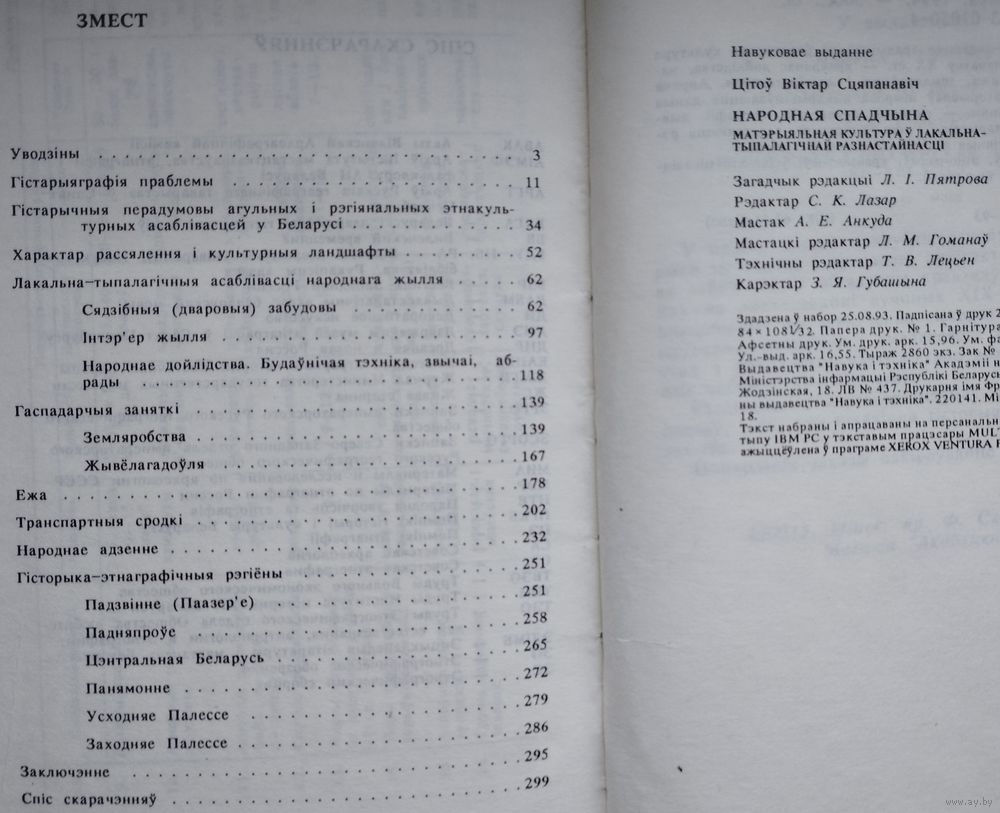 ЗМЕСТ
Уводзіны . . . . . . . . . . . . . . . . . . . . 3
Гістарыяграфія праблемы . . . . . . . . . . . . . . 11
Гістарычныя перадумовы агульных і рэгіянальных этнакуль-
турных асаблівасцей у Беларусі . . . . . . . . . . 34
Характар рассялення і культурныя ландшафты . . . . . . . 52
Лакальна-тыпалагічныя асаблівасці народнага жылля . . . . . 62
Сядзібныя (дваровыя) забудовы . . . . . . . . . . 62
Інтэр'ер жылля . . . . . . . . . . . . . . . 97
Народнае дойлідства. Будаўнічая тэхніка, звычаі, аб-
рады . . . . . . . . . . . . . . . . . . 118
Гаспадарчыя заняткі . . . . . . . . . . . . . . . 139
Земляробства . . . . . . . . . . . . . . . . 139
Жывёлагадоўля . . . . . . . . . . . . . . . 167
Ежа . . . . . . . . . . . . . . . . . . . . . 178
Транспартныя сродкі . . . . . . . . . . . . . . . 202
Народнае адзенне . . . . . . . . . . . . . . . . 232
Гісторыка-этнаграфічныя рэгіёны . . . . . . . . . . . 251
Падзвінне (Паазер'е) . . . . . . . . . . . . . 251
Падняпроўе . . . . . . . . . . . . . . . . 258
Цэнтральная Беларусь . . . . . . . . . . . . . 265
Панямонне . . . . . . . . . . . . . . . . . 272
Усходняе Палессе . . . . . . . . . . . . . . 279
Заходняе Палессе . . . . . . . . . . . . . . 286
Заключэнне . . . . . . . . . . . . . . . . . . 295
Спіс скарачэнняў . . . . . . . . . . . . . . . . 299
Навуковае выданне
Цітоў Віктар Сцяпанавіч
НАРОДНАЯ СПАДЧЫНА
МАТЭРЫЯЛЬНАЯ КУЛЬТУРА Ў ЛАКАЛЬНА-
ТЫПАЛАГІЧНАЙ РАЗНАСТАЙНАСЦІ
Загадчык рэдакцыі Л. І. Пятрова
Рэдактар С. К. Лазар
Мастак А. Е. Анкуда
Мастацкі рэдактар Л. М. Гоманаў
Тэхнічны рэдактар Т. В. Лецьен
Карэктар З. Я. Губашына
Здадзена ў набор 25.08.93. Падпісана ў друк 2
84×108 1/32. Папера друк. № 1. Гарнітура
Афсетны друк. Ум. друк. арк. 15,96. Ум. фа
Ул.-выд. арк. 16,55. Тыраж 2860 экз. Зак №
Выдавецтва "Навука і тэхніка" Акадэміі н
Міністэрства інфармацыі Рэспублікі Беларусь
Жодзінская, 18. ЛВ № 437. Друкарня імя Фр
ны выдавецтва "Навука і тэхніка". 220141. Мі
18.
Тэкст набраны і апрацаваны на персанальн
тыпу IBM PC у тэкставым працэсары MULT
ажыццёўлена ў праграме XEROX VENTURA P
www.ay.by